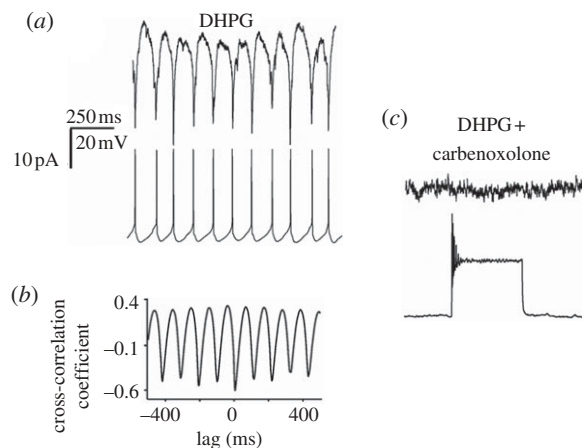 (a)
DHPG
250 ms
20 mV
10 pA
(b)
0.4
−0.1
−0.6
cross-correlation
coefficient
−400
0
400
lag (ms)
(c)
DHPG +
carbenoxolone